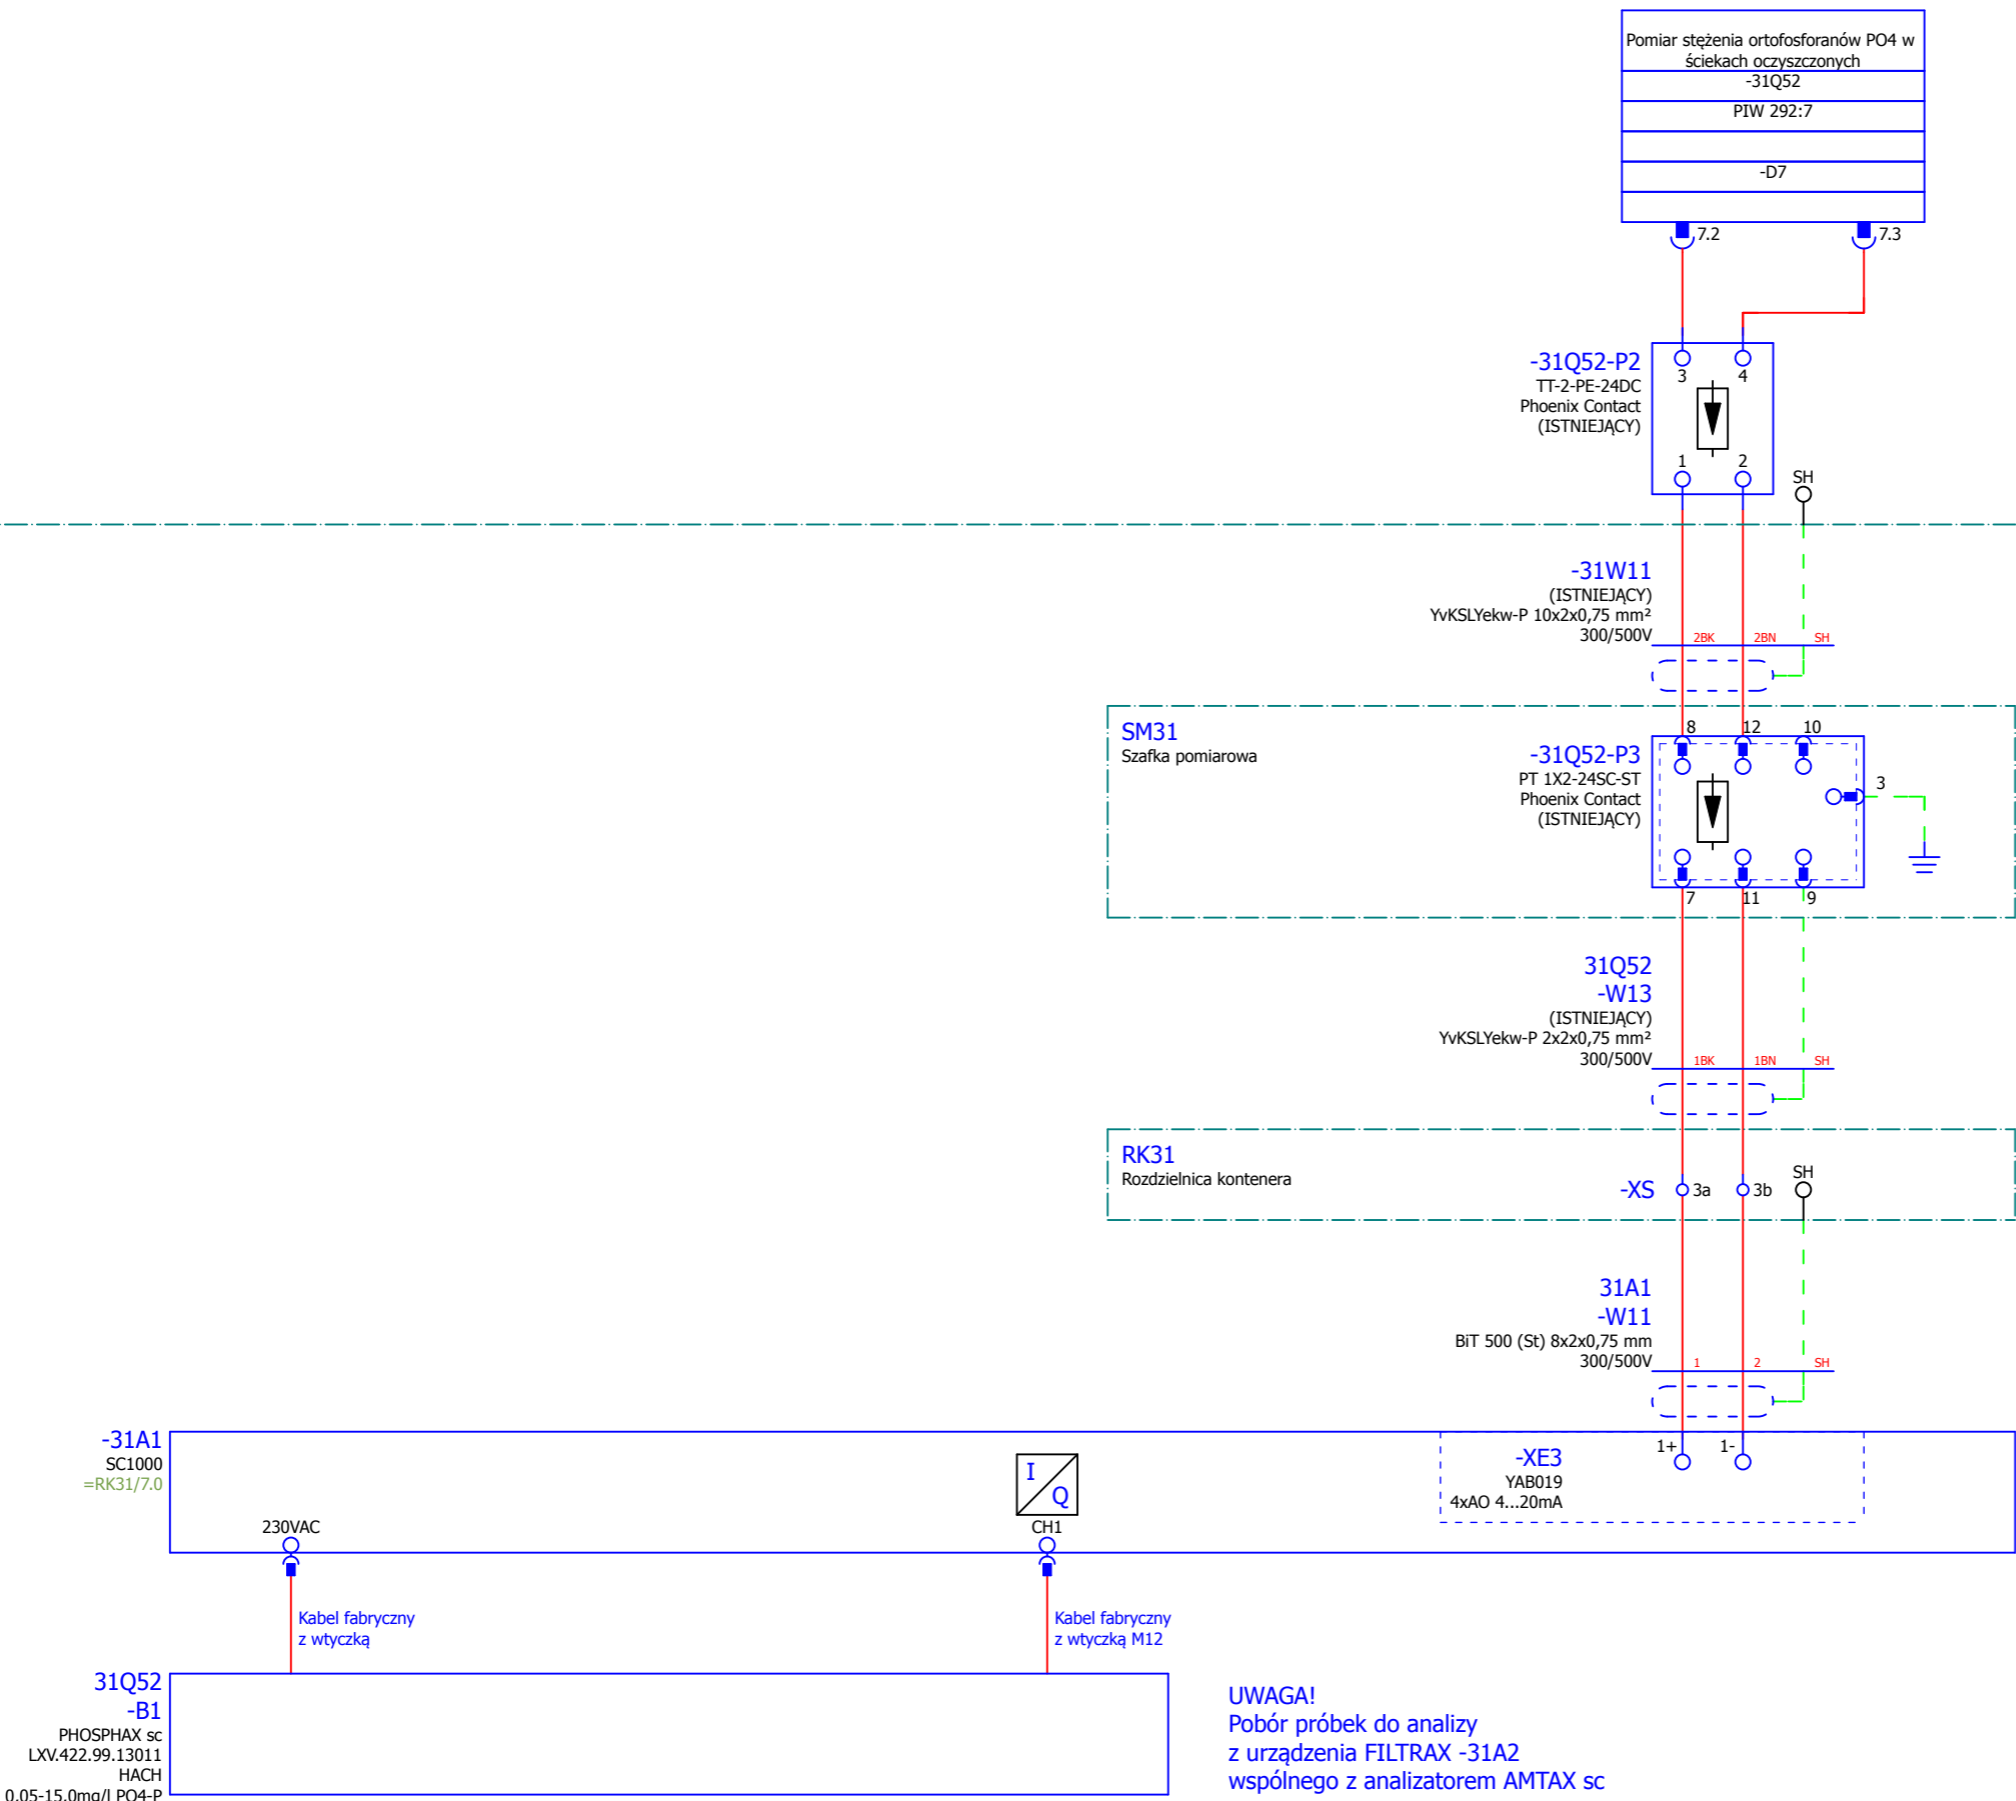 Pomiar stężenia ortofosforanów PO4 w
ściekach oczyszczonych
-31Q52
PIW 292:7
-D7
7.2
7.3
-31Q52-P2
TT-2-PE-24DC
Phoenix Contact
(ISTNIEJĄCY)
3
4
1
2
SH
-31W11
(ISTNIEJĄCY)
YvKSLYekw-P 10x2x0,75 mm²
300/500V
2BK
2BN
SH
SM31
Szafka pomiarowa
-31Q52-P3
PT 1X2-24SC-ST
Phoenix Contact
(ISTNIEJĄCY)
8
12
10
3
7
11
9
31Q52
-W13
(ISTNIEJĄCY)
YvKSLYekw-P 2x2x0,75 mm²
300/500V
1BK
1BN
SH
RK31
Rozdzielnica kontenera
-XS
3a
3b
SH
31A1
-W11
BiT 500 (St) 8x2x0,75 mm
300/500V
1
2
SH
-31A1
SC1000
=RK31/7.0
230VAC
I
Q
CH1
-XE3
YAB019
4xAO 4...20mA
1+
1-
Kabel fabryczny
z wtyczką
Kabel fabryczny
z wtyczką M12
31Q52
-B1
PHOSPHAX sc
LXV.422.99.13011
HACH
0,05-15,0mg/l PO4-P
UWAGA!
Pobór próbek do analizy
z urządzenia FILTRAX -31A2
wspólnego z analizatorem AMTAX sc